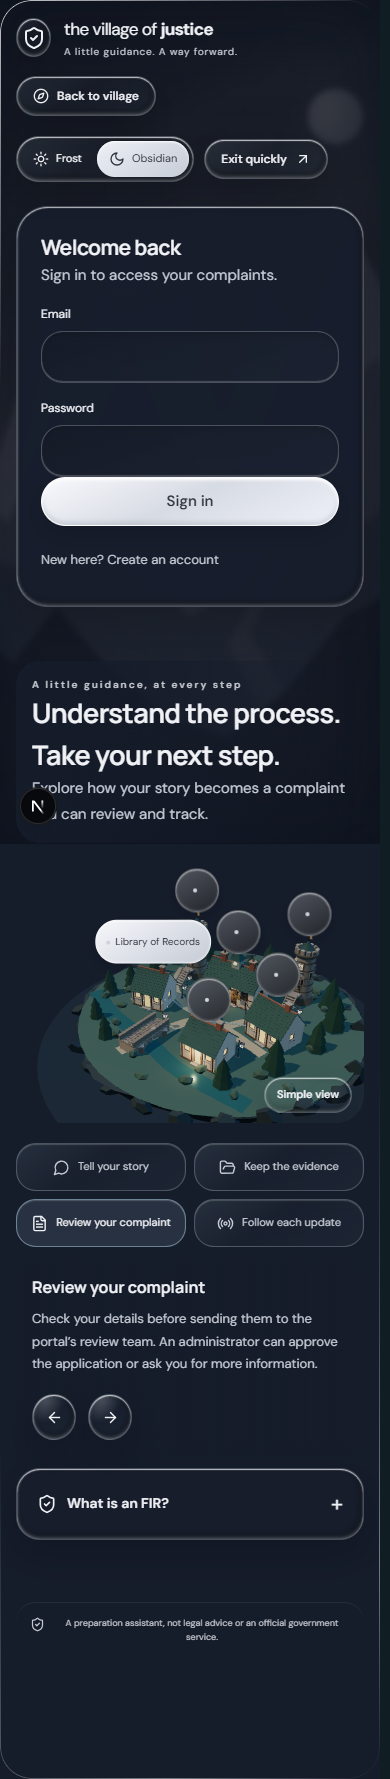 the village of justice
A little guidance. A way forward.
Back to village
Frost
Obsidian
Exit quickly
Welcome back
Sign in to access your complaints.
Email
Password
Sign in
New here? Create an account
A little guidance, at every step
Understand the process.
Take your next step.
Explore how your story becomes a complaint
can review and track.
N
Library of Records
Simple view
Tell your story
Keep the evidence
Review your complaint
Follow each update
Review your complaint
Check your details before sending them to the
portal's review team. An administrator can approve
the application or ask you for more information.
What is an FIR?
+
A preparation assistant, not legal advice or an official government
service.